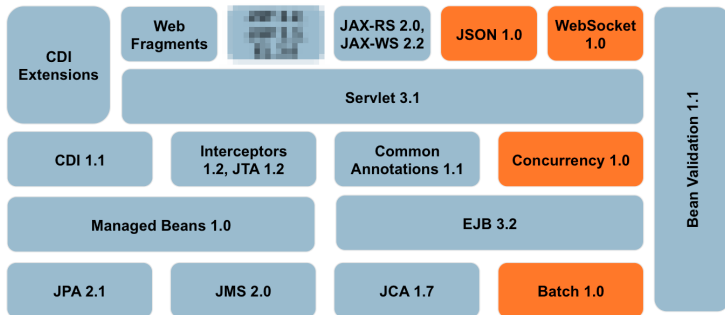 CDI
Extensions
Web
Fragments
JAX-RS 2.0,
JAX-WS 2.2
JSON 1.0
WebSocket
1.0
Servlet 3.1
CDI 1.1
Interceptors
1.2, JTA 1.2
Common
Annotations 1.1
Concurrency 1.0
Managed Beans 1.0
EJB 3.2
JPA 2.1
JMS 2.0
JCA 1.7
Batch 1.0
Bean Validation 1.1